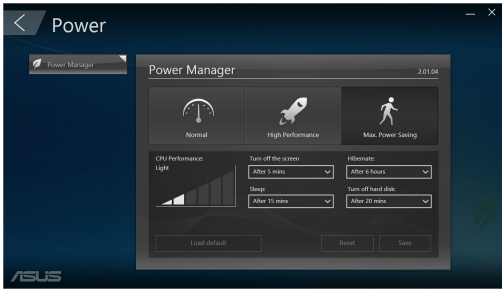 Power
Power Manager
Power Manager
2.01.04
Normal
High Performance
Max. Power Saving
CPU Performance:
Light
Turn off the screen
After 5 mins
Hibernate:
After 6 hours
Sleep:
After 15 mins
Turn off hard disk:
After 20 mins
Load default
Reset
Save
ASUS